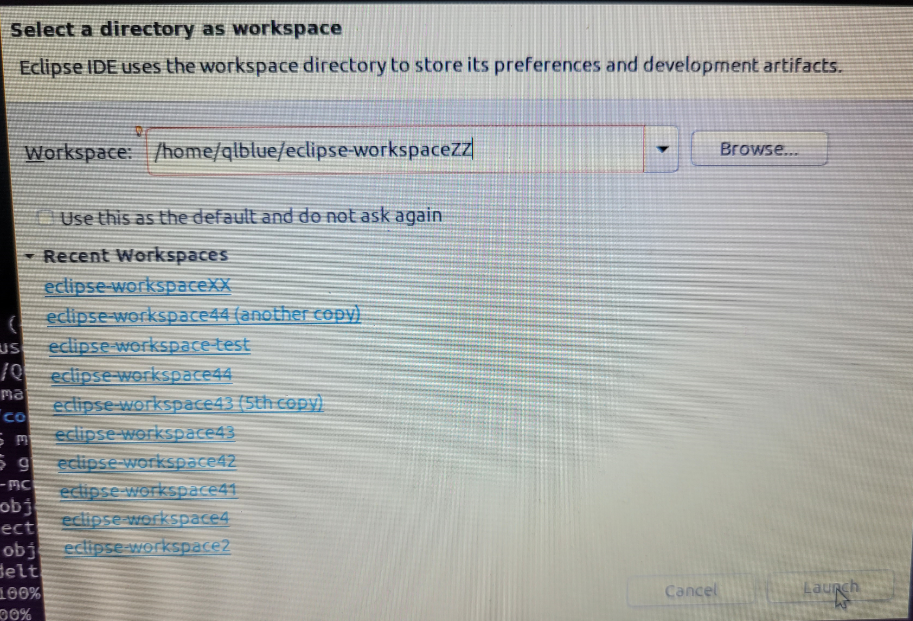 Select a directory as workspace
Eclipse IDE uses the workspace directory to store its preferences and development artifacts.
Workspace: /home/qlblue/eclipse-workspaceZZ Browse...
Use this as the default and do not ask again
Recent Workspaces
eclipse-workspaceXX
eclipse-workspace44 (another copy)
(
eclipse-workspace-test
us
eclipse-workspace44
/Q
eclipse-workspace43 (5th copy)
ma
co
eclipse-workspace43
$ m
eclipse-workspace42
$ g
eclipse-workspace41
-mc
obj
eclipse-workspace4
ect
eclipse-workspace2
obj
delt
Cancel Launch
100%
00%